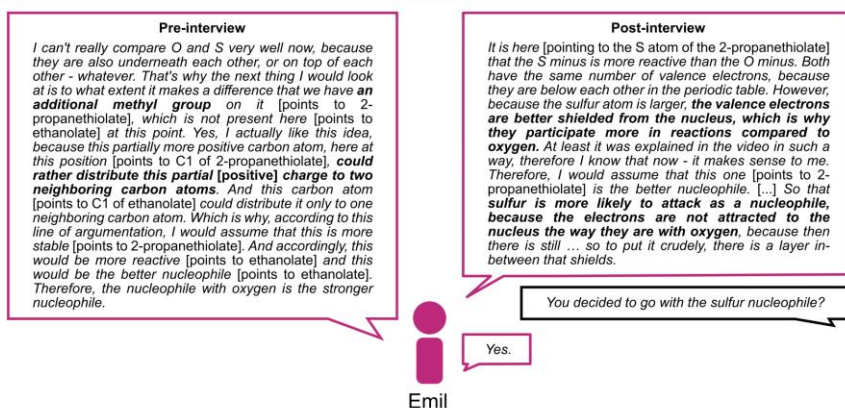 Pre-interview
I can't really compare O and S very well now, because
they are also underneath each other, or on top of each
other - whatever. That's why the next thing I would look
at is to what extent it makes a difference that we have an
additional methyl group on it [points to 2-
propanethiolate], which is not present here [points to
ethanolate] at this point. Yes, I actually like this idea,
because this partially more positive carbon atom, here at
this position [points to C1 of 2-propanethiolate], could
rather distribute this partial [positive] charge to two
neighboring carbon atoms. And this carbon atom
[points to C1 of ethanolate] could distribute it only to one
neighboring carbon atom. Which is why, according to this
line of argumentation, I would assume that this is more
stable [points to 2-propanethiolate]. And accordingly, this
would be more reactive [points to ethanolate] and this
would be the better nucleophile [points to ethanolate].
Therefore, the nucleophile with oxygen is the stronger
nucleophile.
Post-interview
It is here [pointing to the S atom of the 2-propanethiolate]
that the S minus is more reactive than the O minus. Both
have the same number of valence electrons, because
they are below each other in the periodic table. However,
because the sulfur atom is larger, the valence electrons
are better shielded from the nucleus, which is why
they participate more in reactions compared to
oxygen. At least it was explained in the video in such a
way, therefore I know that now - it makes sense to me.
Therefore, I would assume that this one [points to 2-
propanethiolate] is the better nucleophile. [...] So that
sulfur is more likely to attack as a nucleophile,
because the electrons are not attracted to the
nucleus the way they are with oxygen, because then
there is still … so to put it crudely, there is a layer in-
between that shields.
You decided to go with the sulfur nucleophile?
Yes.
Emil